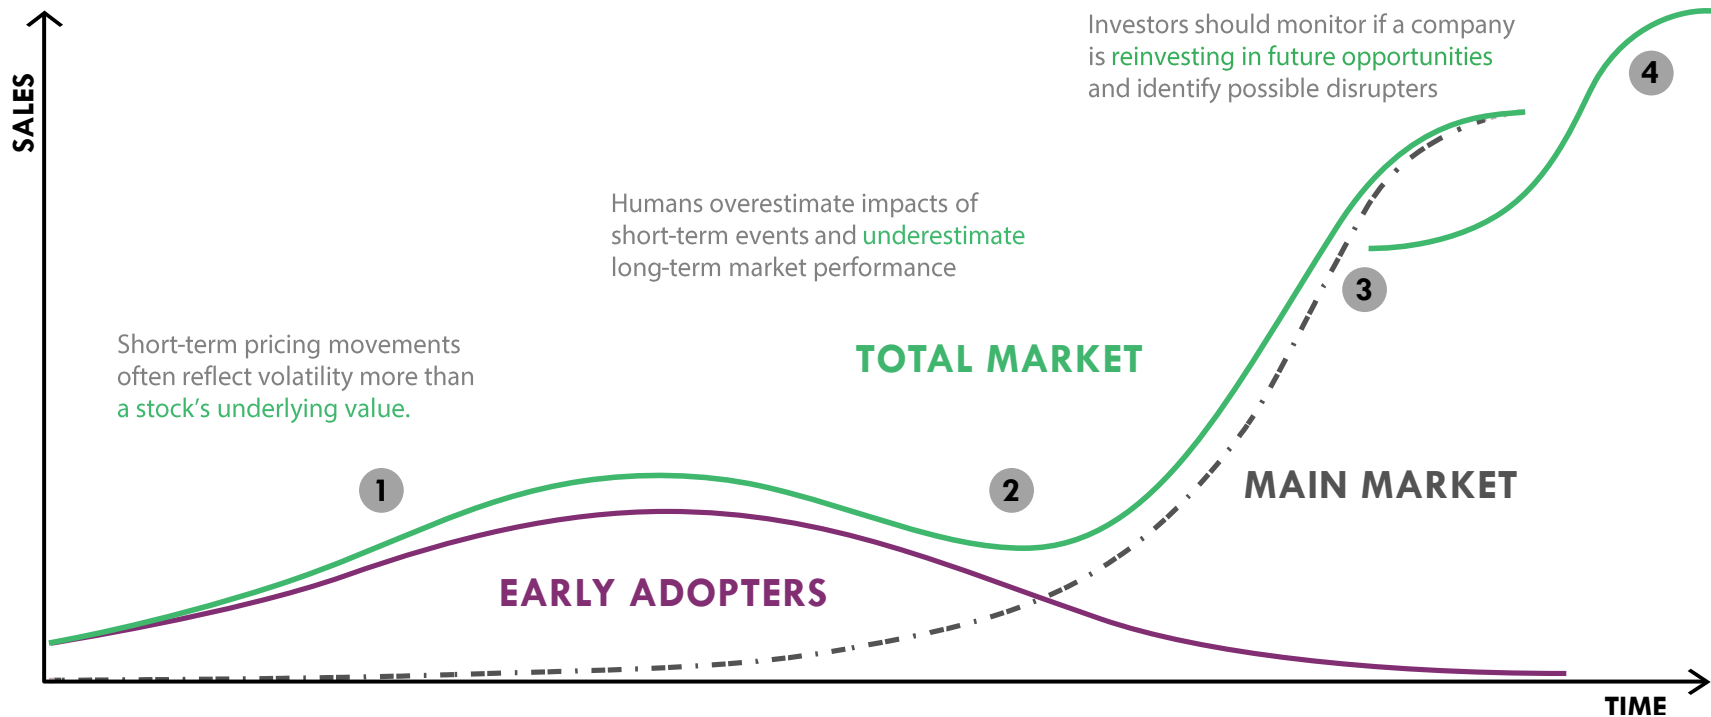 SALES
Investors should monitor if a company
is reinvesting in future opportunities
and identify possible disrupters
4
Humans overestimate impacts of
short-term events and underestimate
long-term market performance
3
Short-term pricing movements
often reflect volatility more than
a stock's underlying value.
TOTAL MARKET
1
2
MAIN MARKET
EARLY ADOPTERS
TIME